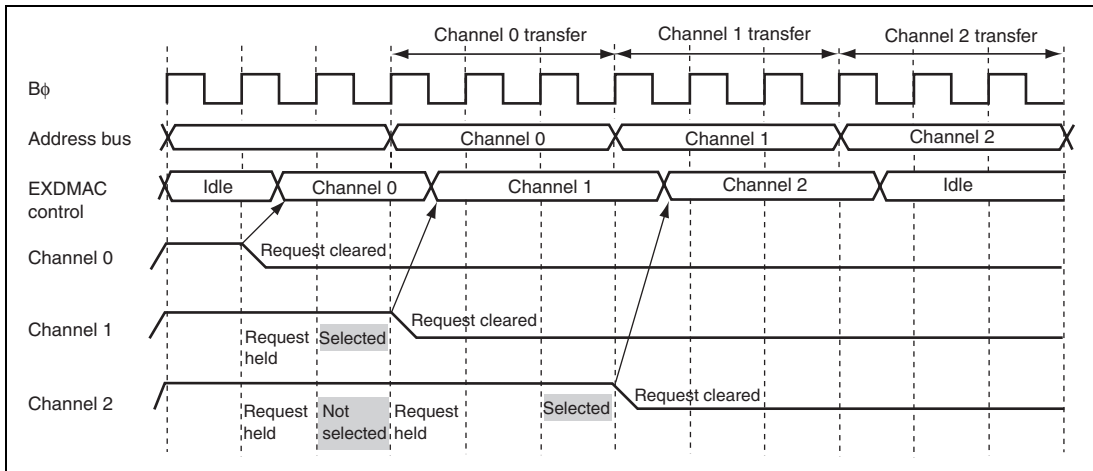 Channel 0 transfer Channel 1 transfer Channel 2 transfer
Bϕ
Address bus Channel 0 Channel 1 Channel 2
EXDMAC
control
Idle Channel 0 Channel 1 Channel 2 Idle
Channel 0
Request cleared
Channel 1
Request cleared
Request
held
Selected
Channel 2
Request cleared
Request
held
Not
selected
Request
held
Selected